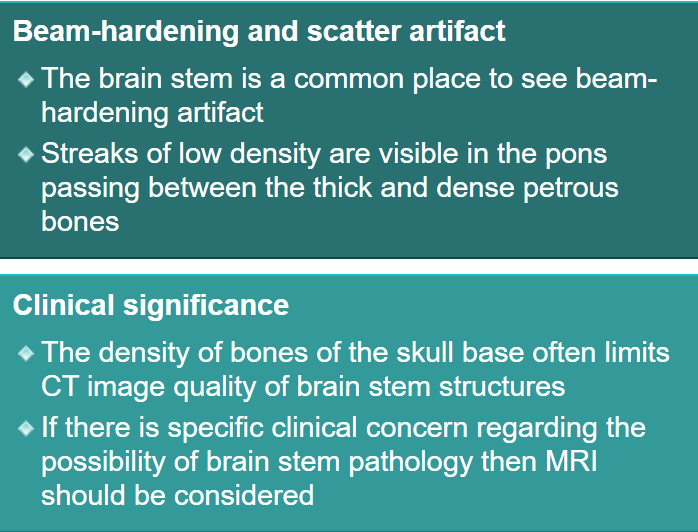 Beam-hardening and scatter artifact
The brain stem is a common place to see beam-
hardening artifact
Streaks of low density are visible in the pons
passing between the thick and dense petrous
bones
Clinical significance
The density of bones of the skull base often limits
CT image quality of brain stem structures
If there is specific clinical concern regarding the
possibility of brain stem pathology then MRI
should be considered